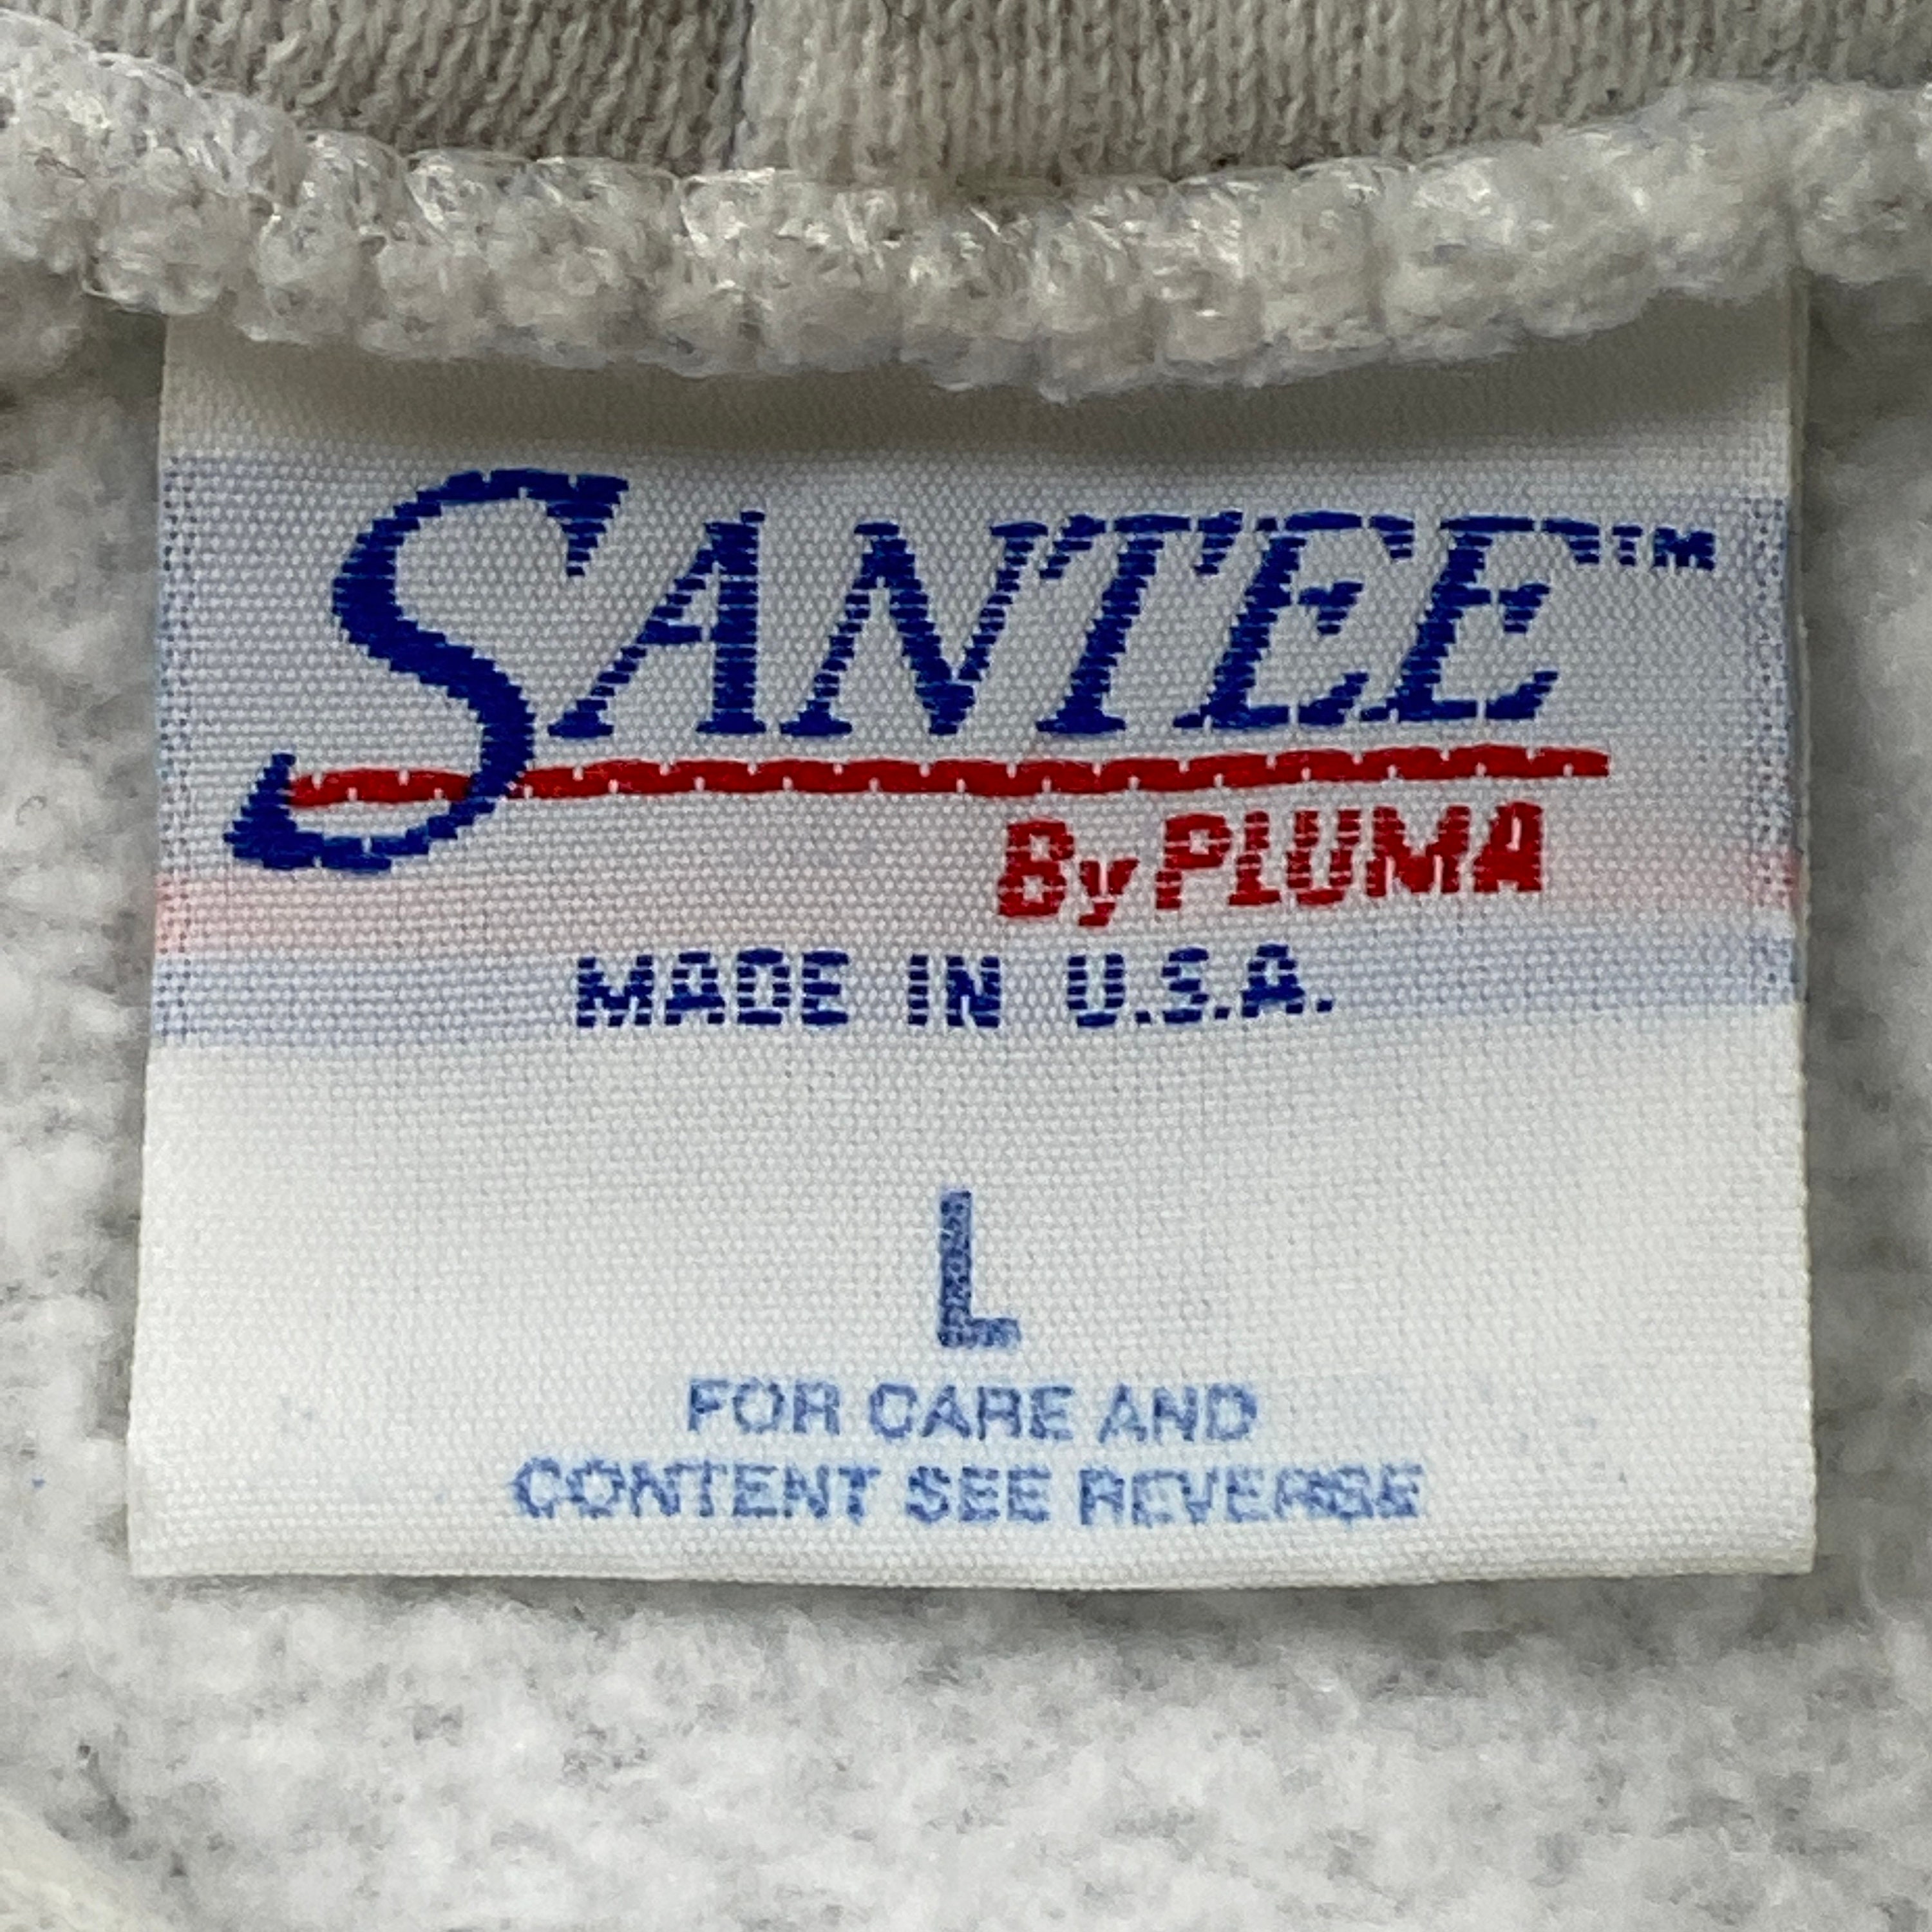 SANTEE™
By PLUMA
MADE IN U.S.A.
L
FOR CARE AND
CONTENT SEE REVERSE